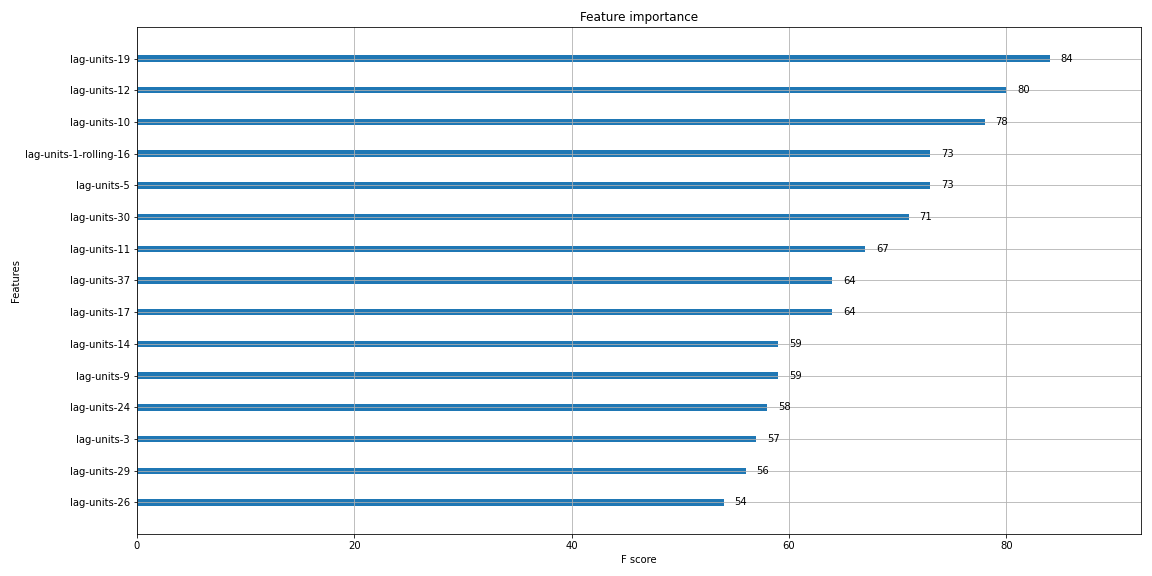 Feature importance
Features
lag-units-19 84
lag-units-12 80
lag-units-10 78
lag-units-1-rolling-16 73
lag-units-5 73
lag-units-30 71
lag-units-11 67
lag-units-37 64
lag-units-17 64
lag-units-14 59
lag-units-9 59
lag-units-24 58
lag-units-3 57
lag-units-29 56
lag-units-26 54
0 20 40 60 80
F score